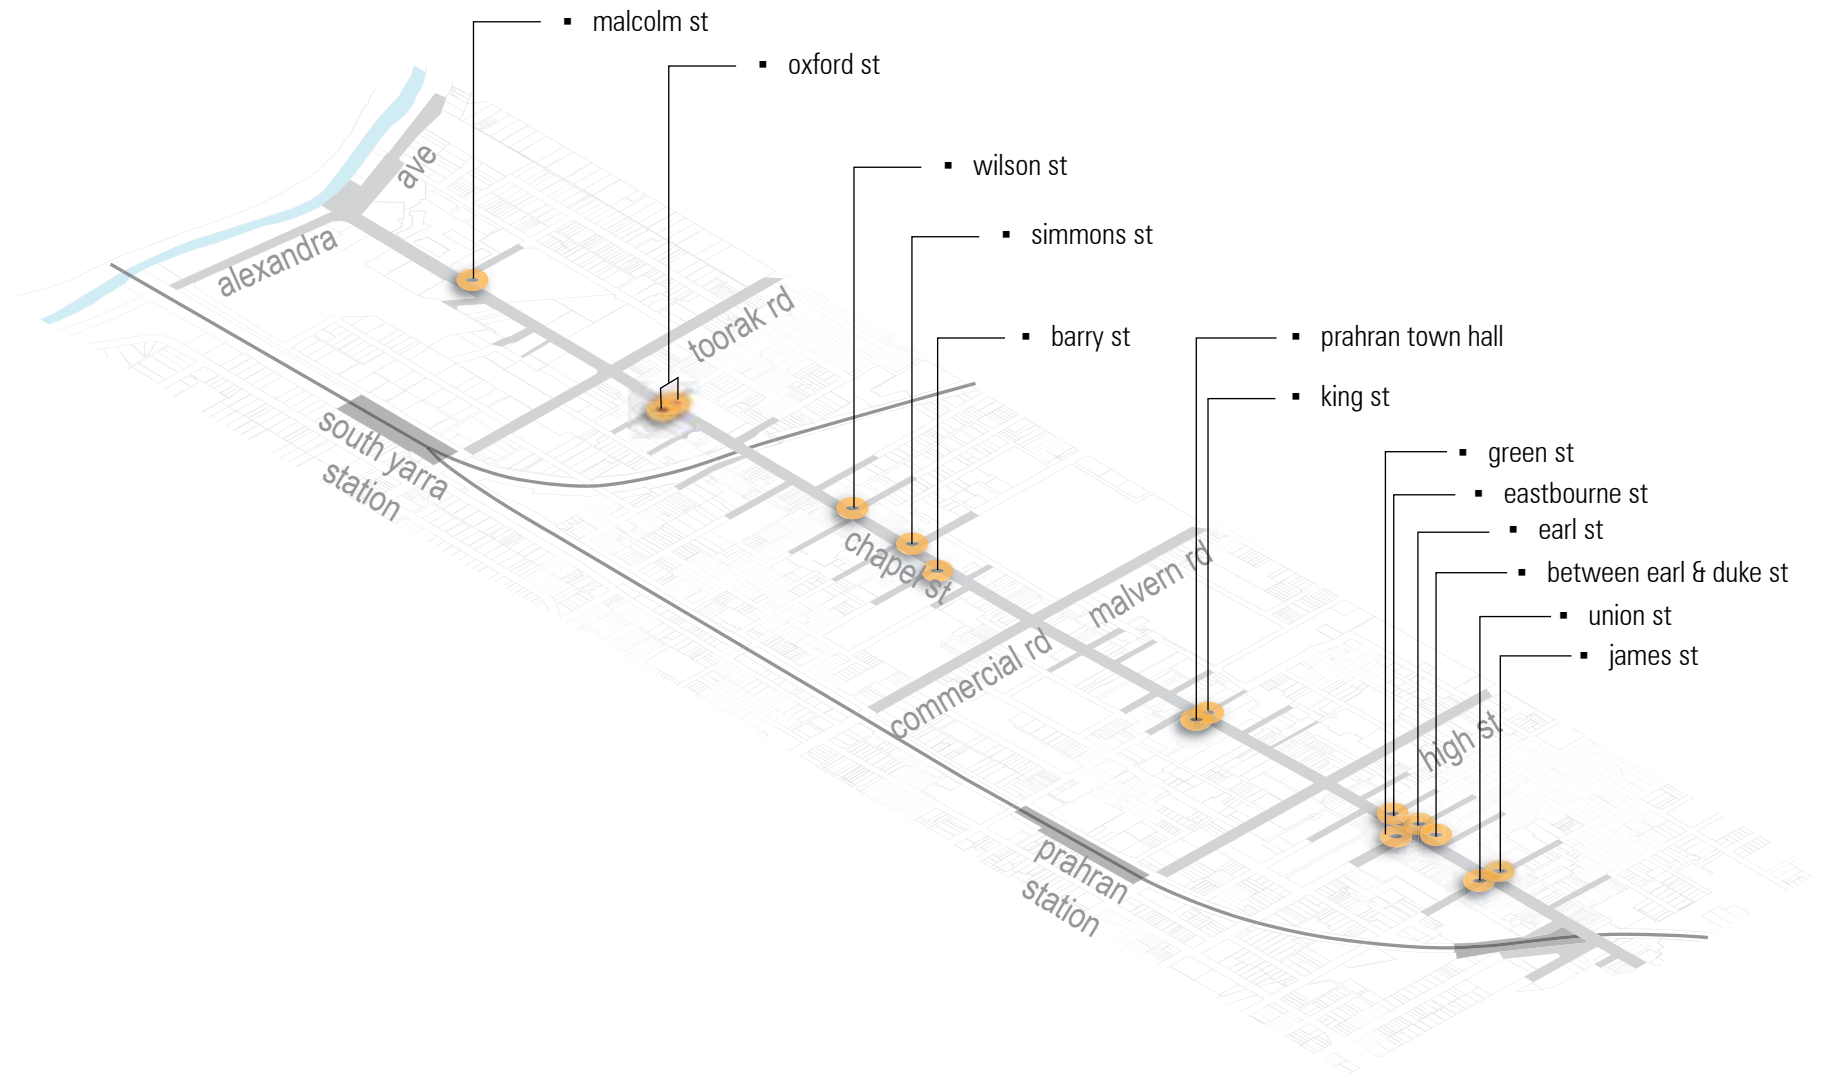 malcolm st
oxford st
wilson st
simmons st
barry st
prahran town hall
king st
green st
eastbourne st
earl st
between earl & duke st
union st
james st
alexandra
ave
toorak rd
south yarra
station
chapel st
malvern rd
commercial rd
high st
prahran
station